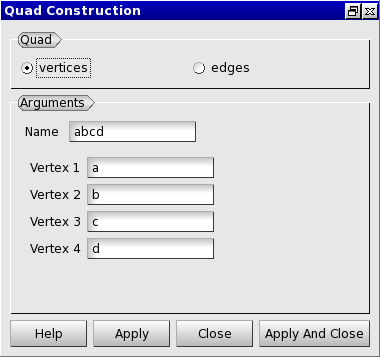 Quad Construction
Quad
vertices edges
Arguments
Name abcd
Vertex 1 a
Vertex 2 b
Vertex 3 c
Vertex 4 d
Help Apply Close Apply And Close